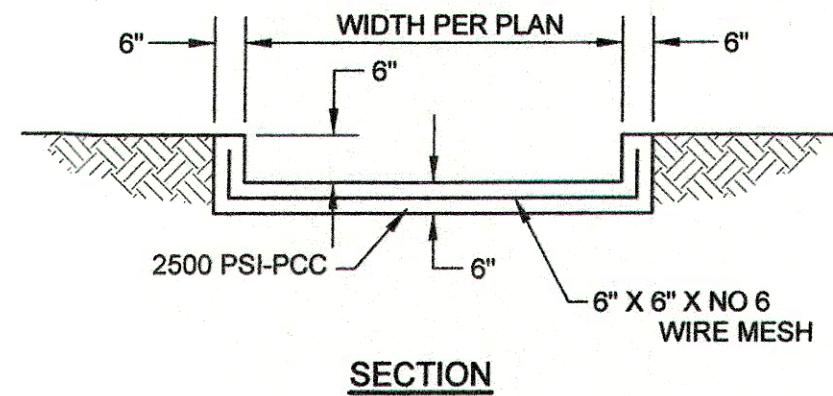 WIDTH PER PLAN
6"
6"
6"
2500 PSI-PCC
6"
6" X 6" X NO 6
WIRE MESH
SECTION